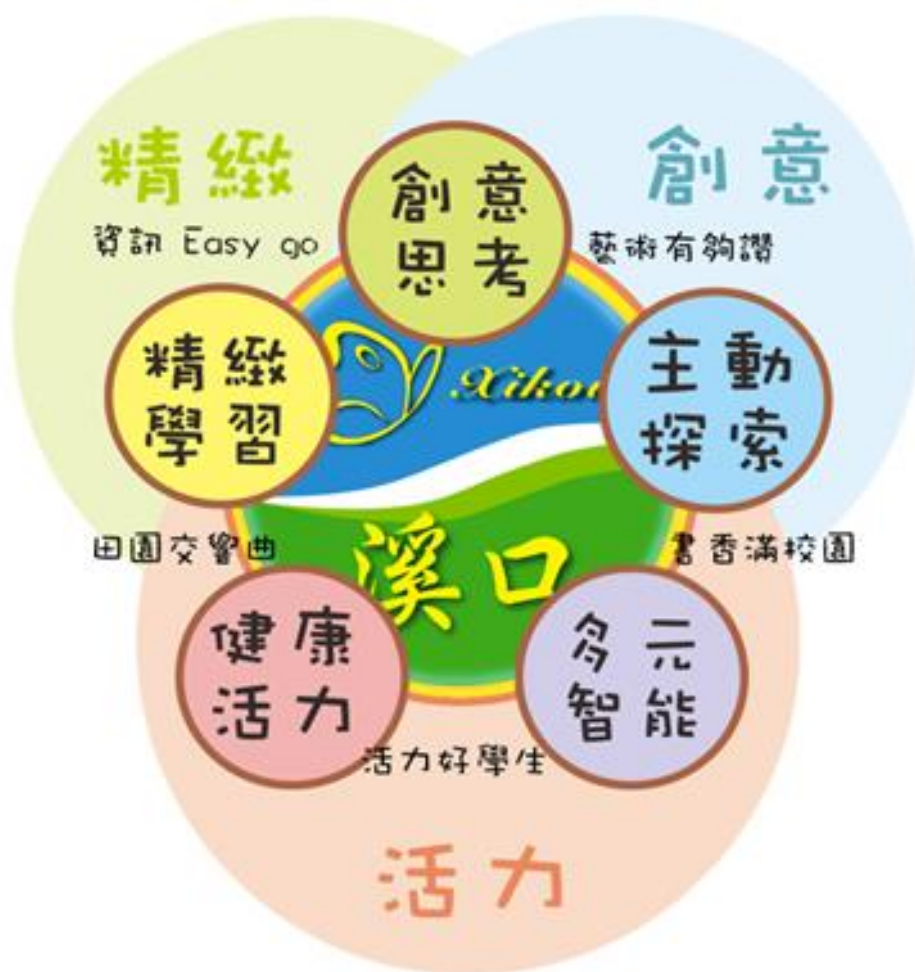 精緻
創意
資訊 Easy go
藝術有夠讚
創意
思考
精緻
學習
主動
探索
Xikou
溪口
田園交響曲
書香滿校園
健康
活力
多元
智能
活力好學生
活力